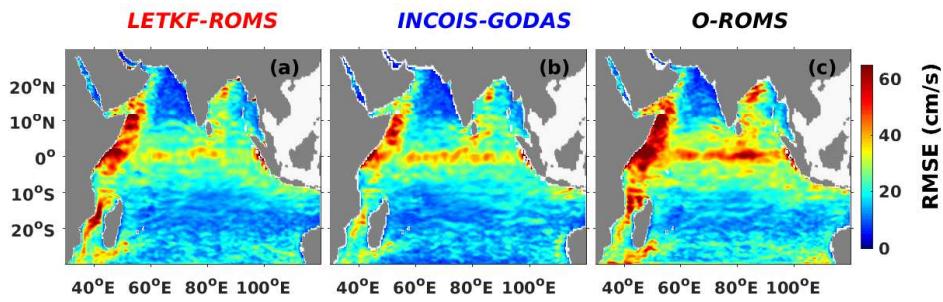 LETKF-ROMS INCOIS-GODAS O-ROMS
(a) (b) (c)
20°N
10°N
0°
10°S
20°S
40°E 60°E 80°E 100°E 40°E 60°E 80°E 100°E 40°E 60°E 80°E 100°E
60
40
20
0
RMSE (cm/s)